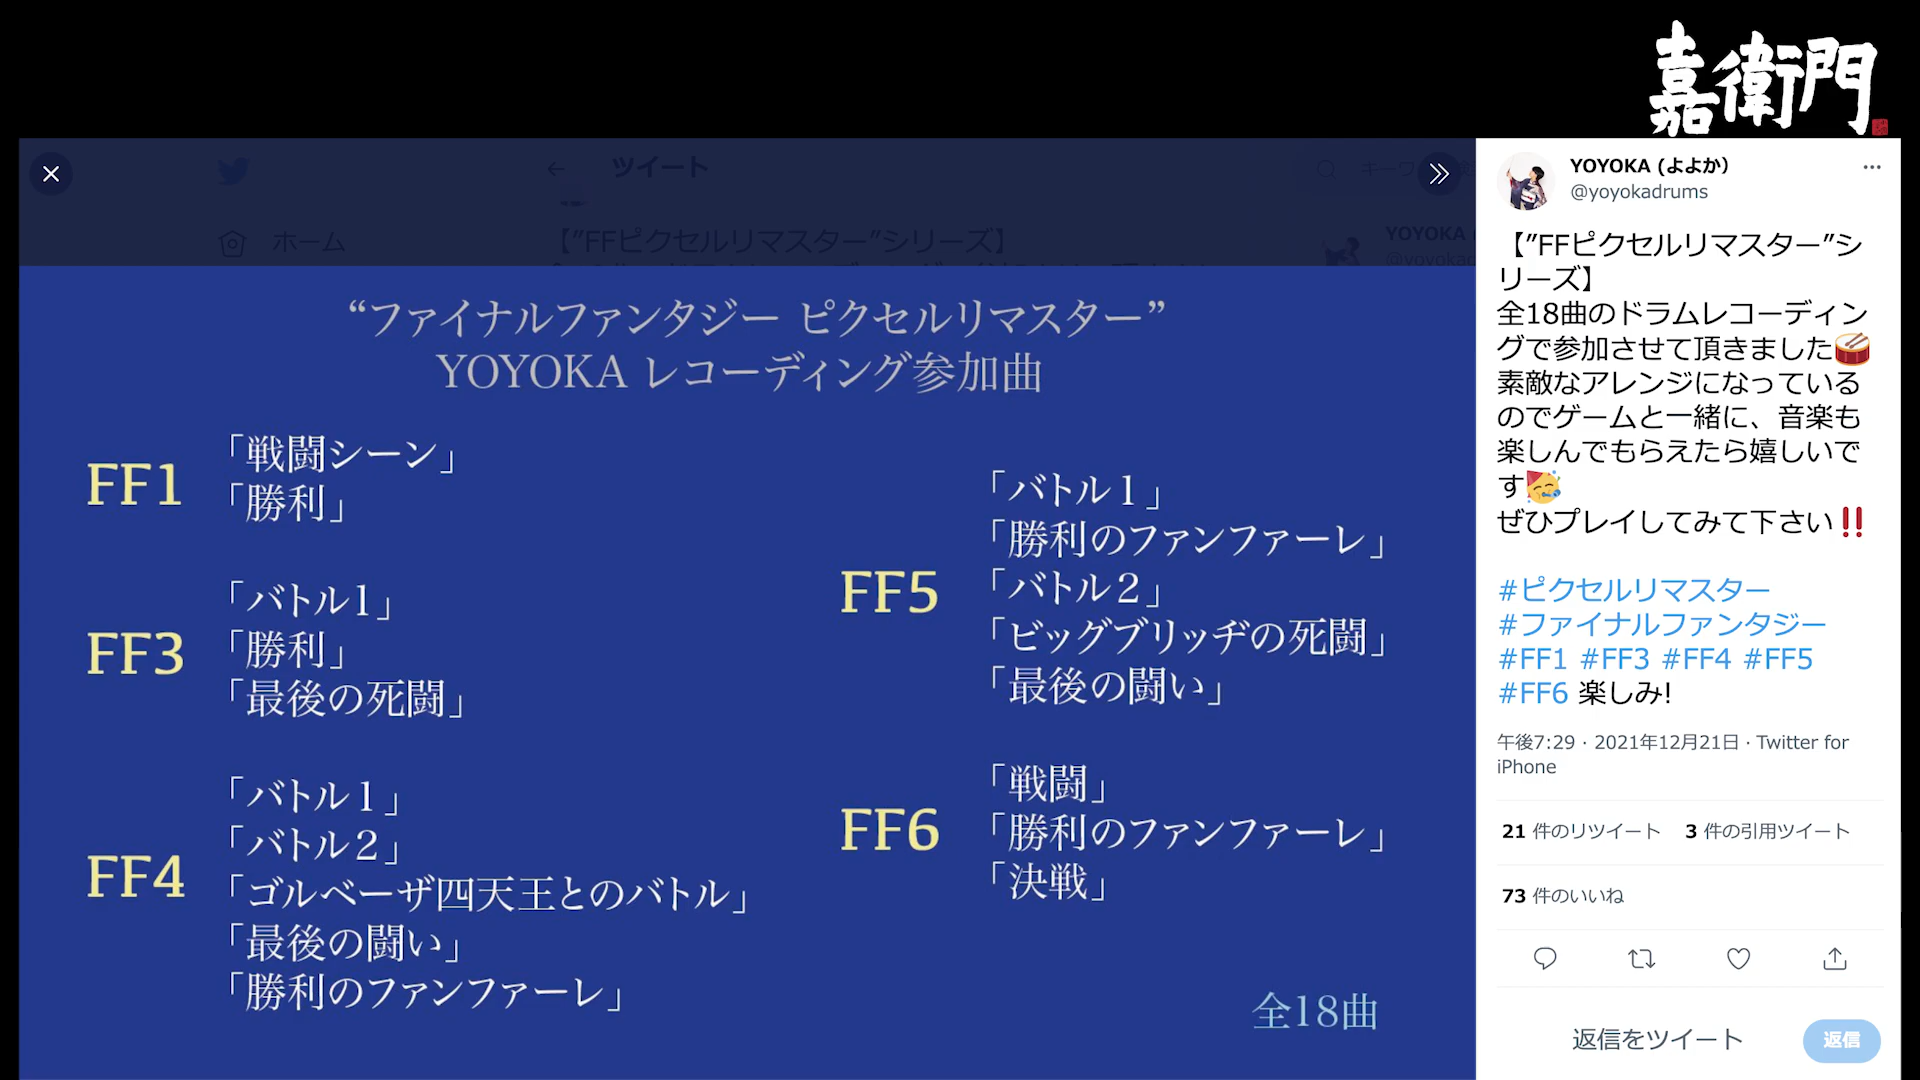 嘉衛門
ツイート
キーワ
ホーム
【”FFピクセルリマスター”シリーズ】
YOYOKA
@yoyokad
“ファイナルファンタジー ピクセルリマスター”
YOYOKA レコーディング参加曲
FF1
「戦闘シーン」
「勝利」
FF3
「バトル1」
「勝利」
「最後の死闘」
FF4
「バトル１」
「バトル２」
「ゴルベーザ四天王とのバトル」
「最後の闘い」
「勝利のファンファーレ」
FF5
「バトル１」
「勝利のファンファーレ」
「バトル２」
「ビッグブリッヂの死闘」
「最後の闘い」
FF6
「戦闘」
「勝利のファンファーレ」
「決戦」
全18曲
YOYOKA (よよか)
@yoyokadrums
【”FFピクセルリマスター”シ
リーズ】
全18曲のドラムレコーディン
グで参加させて頂きました🥁
素敵なアレンジになっている
のでゲームと一緒に、音楽も
楽しんでもらえたら嬉しいで
す🥳
ぜひプレイしてみて下さい‼️
#ピクセルリマスター
#ファイナルファンタジー
#FF1 #FF3 #FF4 #FF5
#FF6 楽しみ!
午後7:29 · 2021年12月21日 · Twitter for
iPhone
21 件のリツイート 3 件の引用ツイート
73 件のいいね
返信をツイート
返信